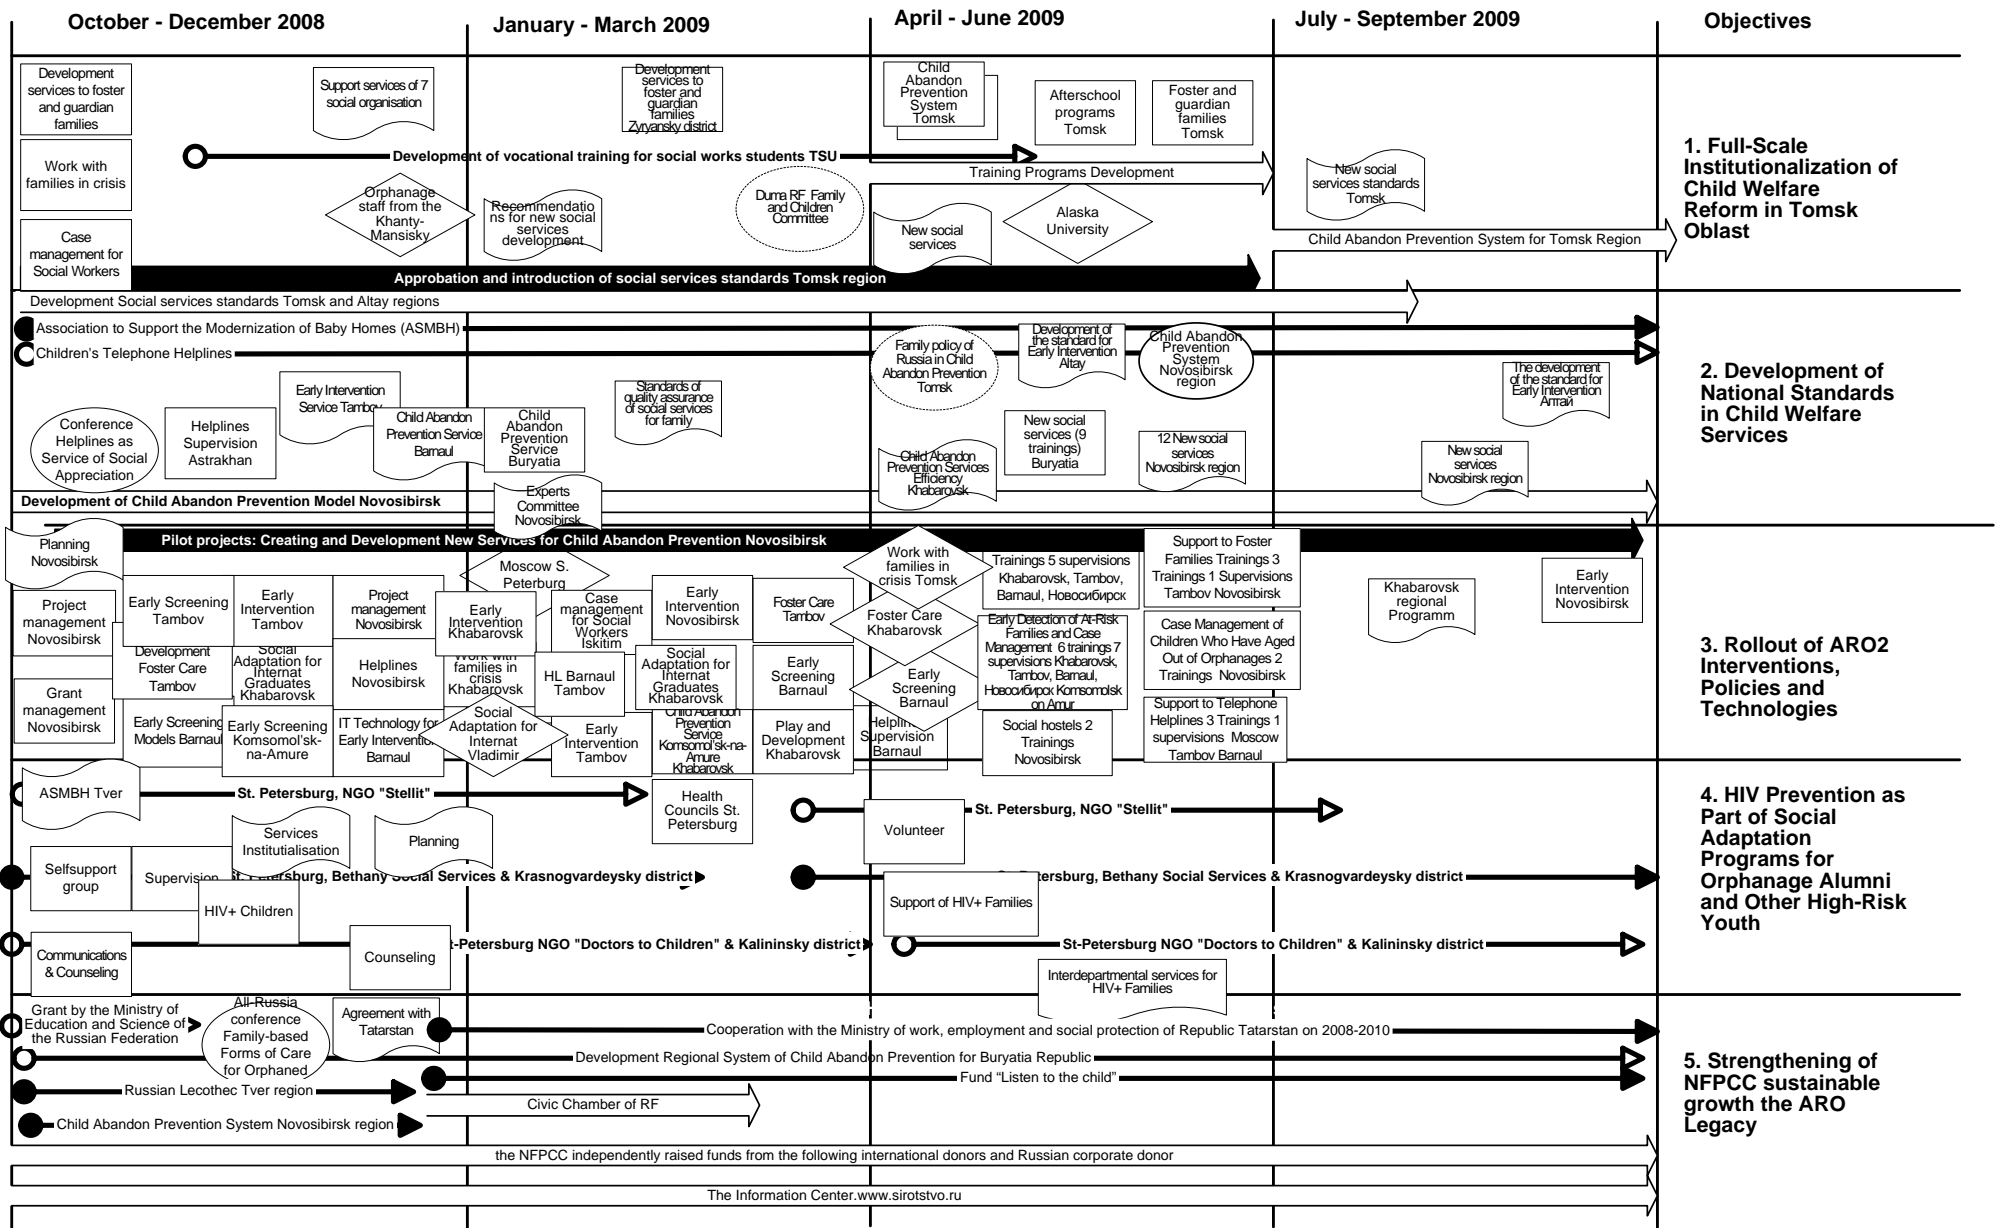 October - December 2008
January - March 2009
April - June 2009
July - September 2009
Objectives
Development
services to foster
and guardian
families
Support services of 7
social organisation
Development
services to
foster and
guardian
families
Zyryansky district
Child
Abandon
Prevention
System
Tomsk
Afterschool
programs
Tomsk
Foster and
guardian
families
Tomsk
1. Full-Scale
Institutionalization of
Child Welfare
Reform in Tomsk
Oblast
Work with
families in crisis
Development of vocational training for social works students TSU
Training Programs Development
Orphanage
staff from the
Khanty-
Mansisky
Recommendatio
ns for new social
services
development
Duma RF Family
and Children
Committee
New social
services
Alaska
University
New social
services standards
Tomsk
Case
management for
Social Workers
Child Abandon Prevention System for Tomsk Region
Approbation and introduction of social services standards Tomsk region
Development Social services standards Tomsk and Altay regions
Association to Support the Modernization of Baby Homes (ASMBH)
Children's Telephone Helplines
Family policy of
Russia in Child
Abandon Prevention
Tomsk
Development of
the standard for
Early Intervention
Altay
Child Abandon
Prevention
System
Novosibirsk
region
The development
of the standard for
Early Intervention
Алтай
2. Development of
National Standards
in Child Welfare
Services
Early Intervention
Service Tambov
Standards of
quality assurance
of social services
for family
Conference
Helplines as
Service of Social
Appreciation
Helplines
Supervision
Astrakhan
Child Abandon
Prevention Service
Barnaul
Child
Abandon
Prevention
Service
Buryatia
Child Abandon
Prevention Services
Efficiency
Khabarovsk
New social
services (9
trainings)
Buryatia
12 New social
services
Novosibirsk region
New social
services
Novosibirsk region
Development of Child Abandon Prevention Model Novosibirsk
Experts
Committee
Novosibirsk
Pilot projects: Creating and Development New Services for Child Abandon Prevention Novosibirsk
Planning
Novosibirsk
Moscow S.
Peterburg
Work with
families in
crisis Tomsk
Trainings 5 supervisions
Khabarovsk, Tambov,
Barnaul, Новосибирск
Support to Foster
Families Trainings 3
Trainings 1 Supervisions
Tambov Novosibirsk
Khabarovsk
regional
Programm
Early
Intervention
Novosibirsk
3. Rollout of ARO2
Interventions,
Policies and
Technologies
Project
management
Novosibirsk
Early Screening
Tambov
Early
Intervention
Tambov
Project
management
Novosibirsk
Early
Intervention
Khabarovsk
Case
management
for Social
Workers
Iskitim
Early
Intervention
Novosibirsk
Foster Care
Tambov
Foster Care
Khabarovsk
Early Detection of At-Risk
Families and Case
Management 6 trainings 7
supervisions Khabarovsk,
Tambov, Barnaul,
Новосибирск Komsomolsk
on Amur
Case Management of
Children Who Have Aged
Out of Orphanages 2
Trainings Novosibirsk
Development
Foster Care
Tambov
Social
Adaptation for
Internat
Graduates
Khabarovsk
Helplines
Novosibirsk
Work with
families in
crisis
Khabarovsk
HL Barnaul
Tambov
Social
Adaptation for
Internat
Graduates
Khabarovsk
Early
Screening
Barnaul
Early
Screening
Barnaul
Grant
management
Novosibirsk
Early Screening
Models Barnaul
Early Screening
Komsomol'sk-
na-Amure
IT Technology for
Early Intervention
Barnaul
Social
Adaptation for
Internat
Vladimir
Early
Intervention
Tambov
Child Abandon
Prevention
Service
Komsomol'sk-na-
Amure
Khabarovsk
Play and
Development
Khabarovsk
Helplines
Supervision
Barnaul
Social hostels 2
Trainings
Novosibirsk
Support to Telephone
Helplines 3 Trainings 1
supervisions Moscow
Tambov Barnaul
ASMBH Tver
St. Petersburg, NGO "Stellit"
Health
Councils St.
Petersburg
St. Petersburg, NGO "Stellit"
4. HIV Prevention as
Part of Social
Adaptation
Programs for
Orphanage Alumni
and Other High-Risk
Youth
Services
Institutialisation
Planning
Volunteer
Selfsupport
group
Supervision
St. Petersburg, Bethany Social Services & Krasnogvardeysky district
St. Petersburg, Bethany Social Services & Krasnogvardeysky district
HIV+ Children
Support of HIV+ Families
Communications
& Counseling
Counseling
t-Petersburg NGO "Doctors to Children" & Kalininsky district
St-Petersburg NGO "Doctors to Children" & Kalininsky district
Interdepartmental services for
HIV+ Families
Grant by the Ministry of
Education and Science of
the Russian Federation
All-Russia
conference
Family-based
Forms of Care
for Orphaned
Agreement with
Tatarstan
Cooperation with the Ministry of work, employment and social protection of Republic Tatarstan on 2008-2010
Development Regional System of Child Abandon Prevention for Buryatia Republic
5. Strengthening of
NFPCC sustainable
growth the ARO
Legacy
Russian Lecothec Tver region
Fund “Listen to the child”
Civic Chamber of RF
Child Abandon Prevention System Novosibirsk region
the NFPCC independently raised funds from the following international donors and Russian corporate donor
The Information Center.www.sirotstvo.ru